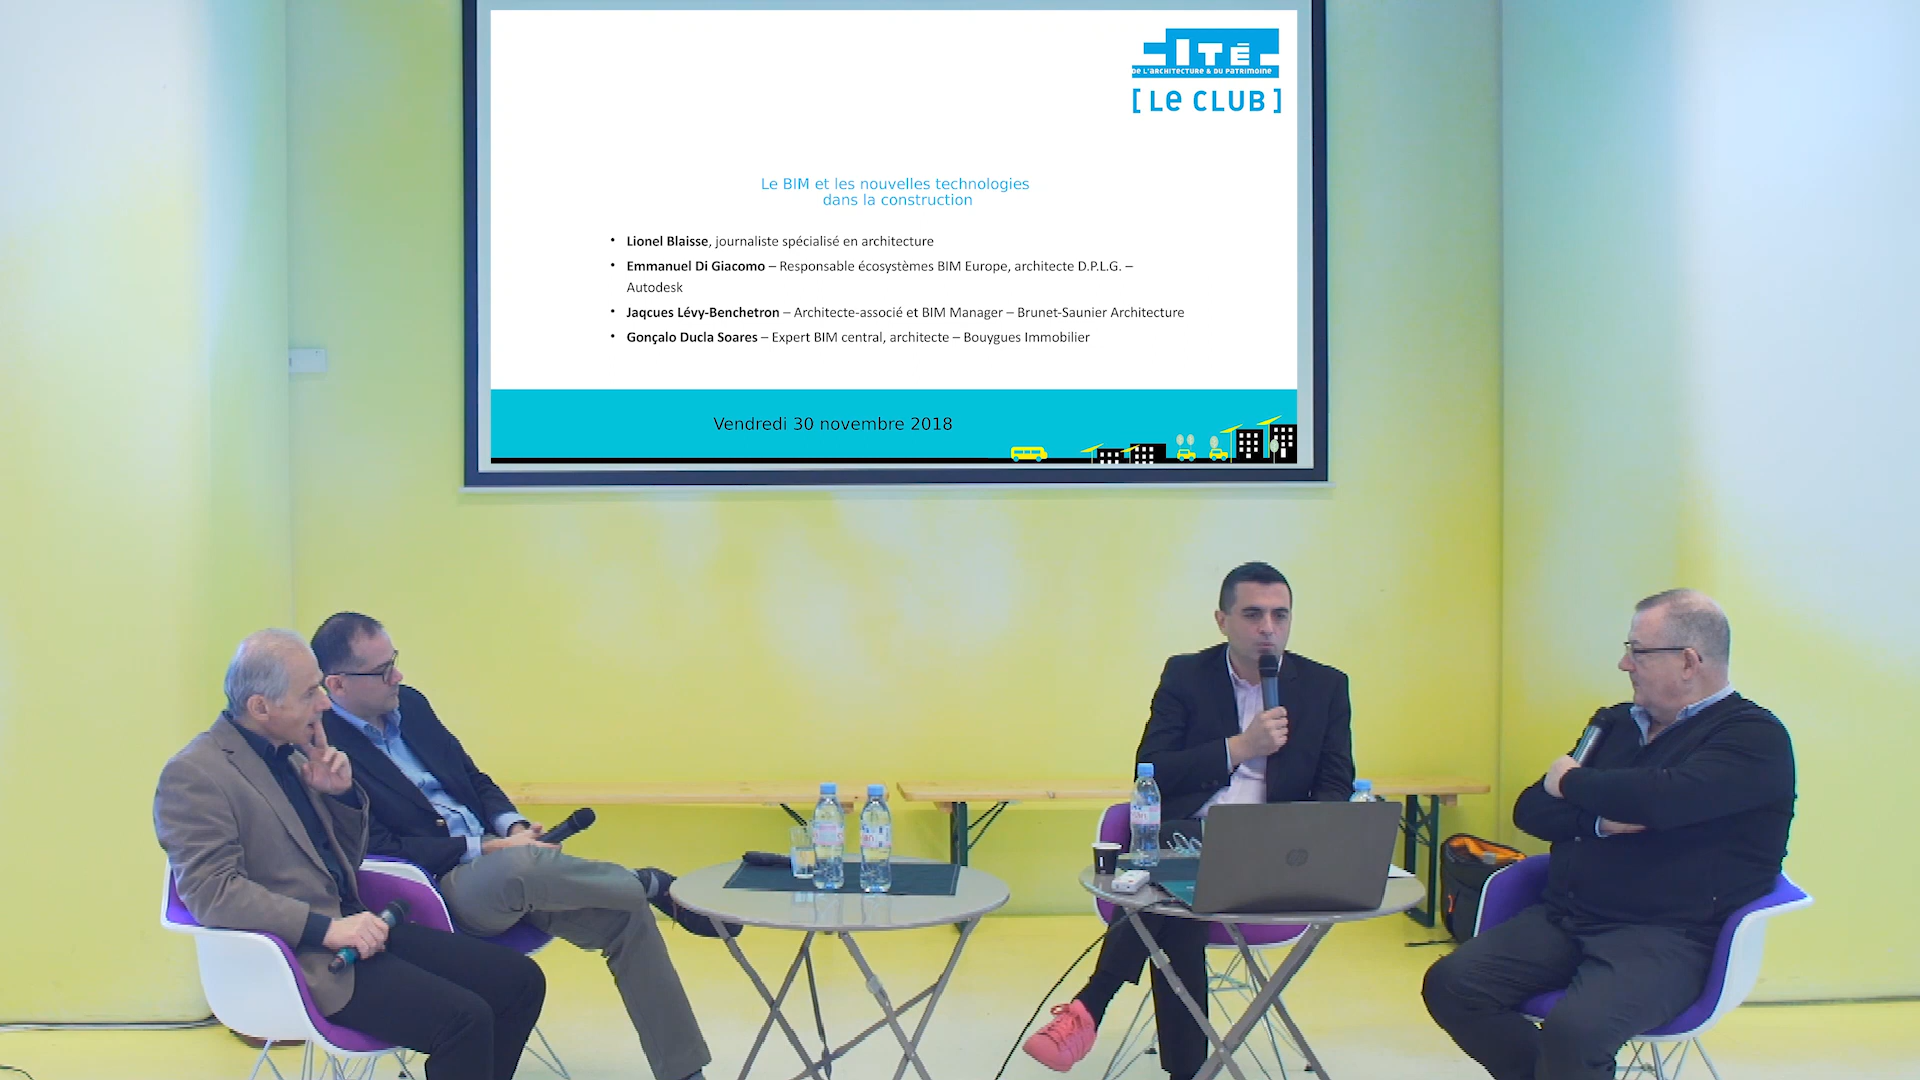 CITÉ
DE L'ARCHITECTURE & DU PATRIMOINE
[Le CLUB]
Le BIM et les nouvelles technologies
dans la construction
• Lionel Blaisse, journaliste spécialisé en architecture
• Emmanuel Di Giacomo – Responsable écosystèmes BIM Europe, architecte D.P.L.G. –
Autodesk
• Jaqcues Lévy-Benchetron – Architecte-associé et BIM Manager – Brunet-Saunier Architecture
• Gonçalo Ducla Soares – Expert BIM central, architecte – Bouygues Immobilier
Vendredi 30 novembre 2018
hp